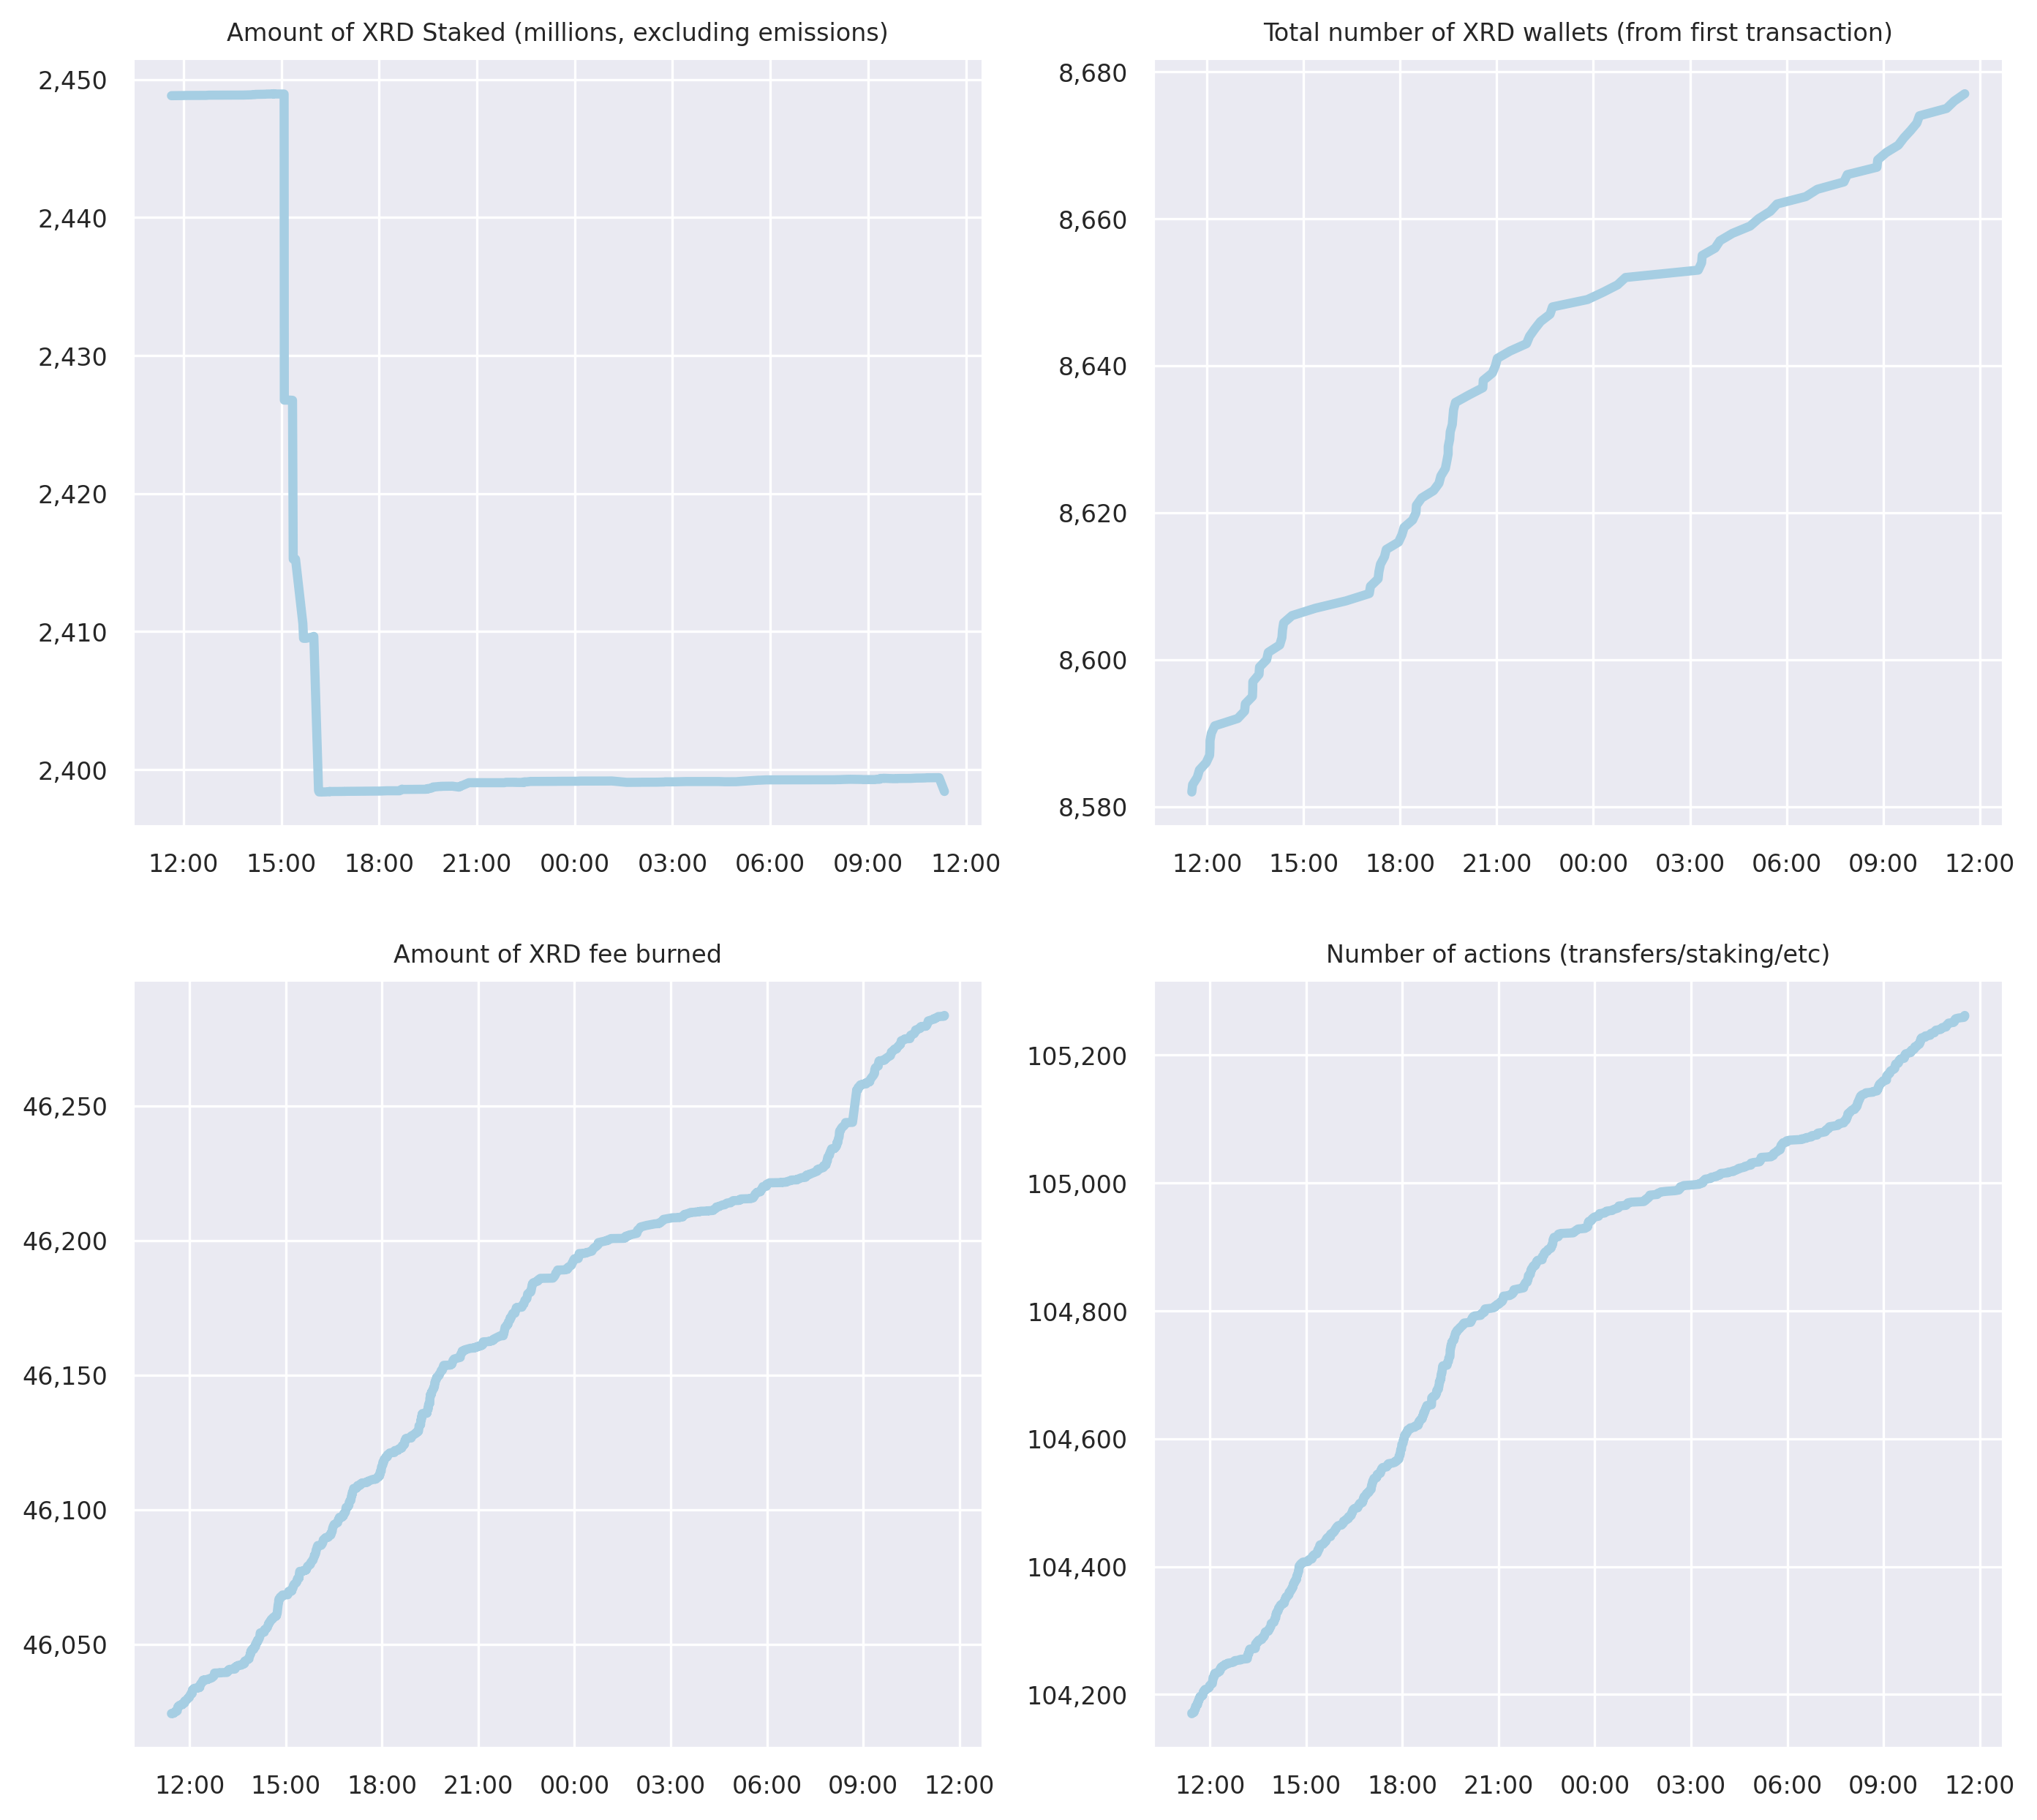 Amount of XRD Staked (millions, excluding emissions)
2,450
2,440
2,430
2,420
2,410
2,400
12:00 15:00 18:00 21:00 00:00 03:00 06:00 09:00 12:00
Total number of XRD wallets (from first transaction)
8,680
8,660
8,640
8,620
8,600
8,580
12:00 15:00 18:00 21:00 00:00 03:00 06:00 09:00 12:00
Amount of XRD fee burned
46,250
46,200
46,150
46,100
46,050
12:00 15:00 18:00 21:00 00:00 03:00 06:00 09:00 12:00
Number of actions (transfers/staking/etc)
105,200
105,000
104,800
104,600
104,400
104,200
12:00 15:00 18:00 21:00 00:00 03:00 06:00 09:00 12:00